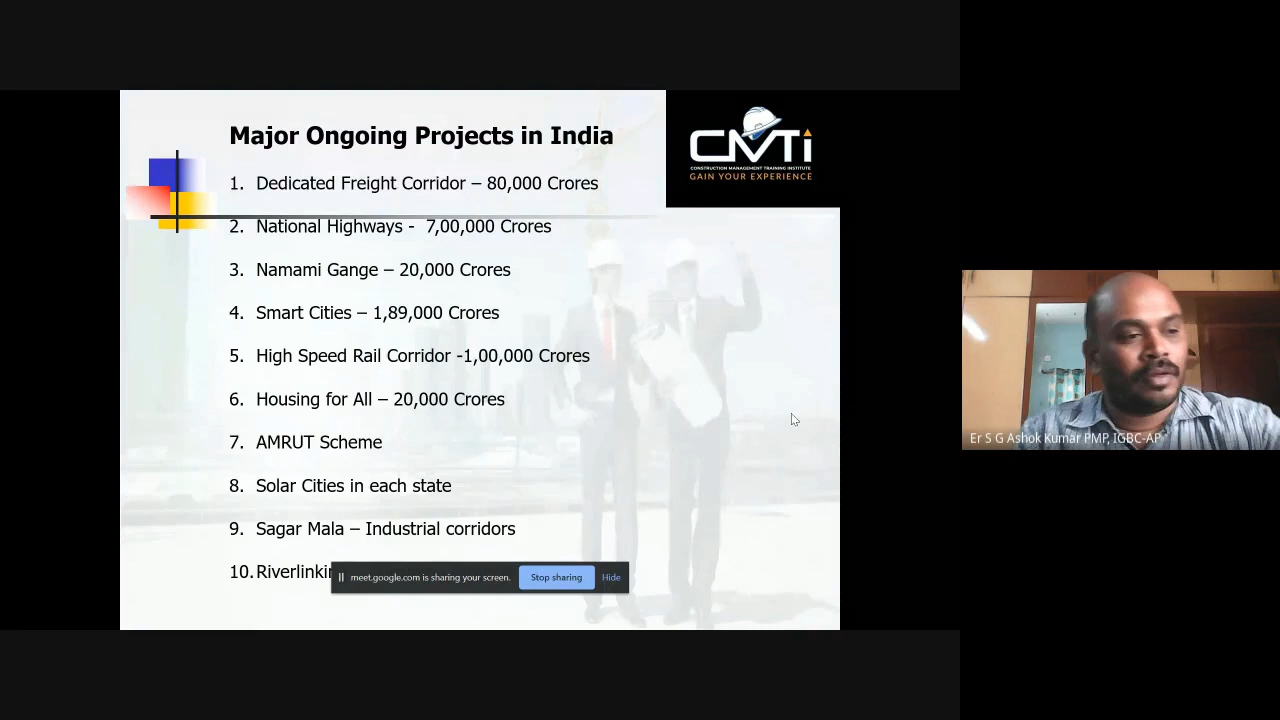 Major Ongoing Projects in India
CMTi
CONSTRUCTION MANAGEMENT TRAINING INSTITUTE
GAIN YOUR EXPERIENCE
1. Dedicated Freight Corridor – 80,000 Crores
2. National Highways - 7,00,000 Crores
3. Namami Gange – 20,000 Crores
4. Smart Cities – 1,89,000 Crores
5. High Speed Rail Corridor -1,00,000 Crores
6. Housing for All – 20,000 Crores
7. AMRUT Scheme
8. Solar Cities in each state
9. Sagar Mala – Industrial corridors
10. Riverlinki
meet.google.com is sharing your screen. Stop sharing Hide
Er S G Ashok Kumar PMP, IGBC-AP